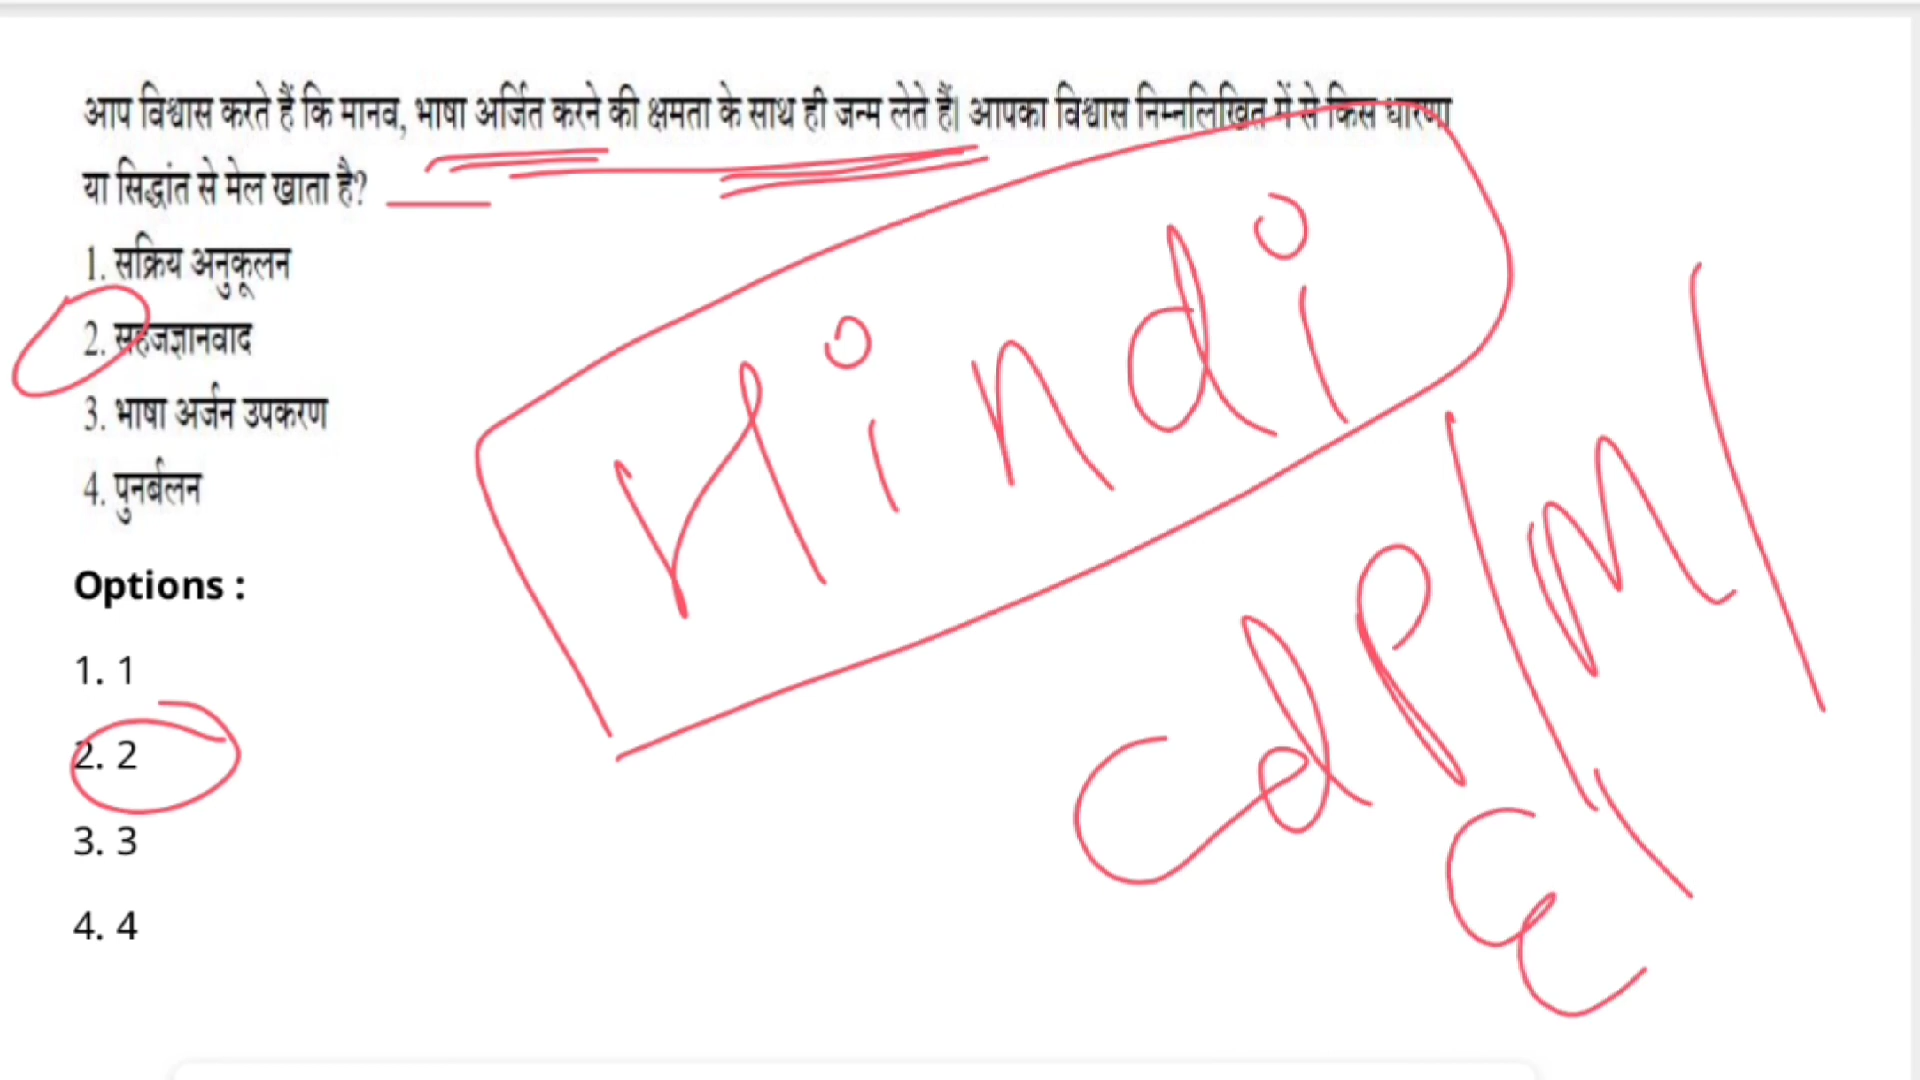 आप विश्वास करते हैं कि मानव, भाषा अर्जित करने की क्षमता के साथ ही जन्म लेते हैं। आपका विश्वास निम्नलिखित में से किस धारणा
या सिद्धांत से मेल खाता है?
1. सक्रिय अनुकूलन
2. सहजज्ञानवाद
3. भाषा अर्जन उपकरण
4. पुनर्बलन
Hindi
Options :
1. 1
2. 2
3. 3
4. 4
CdP/M/